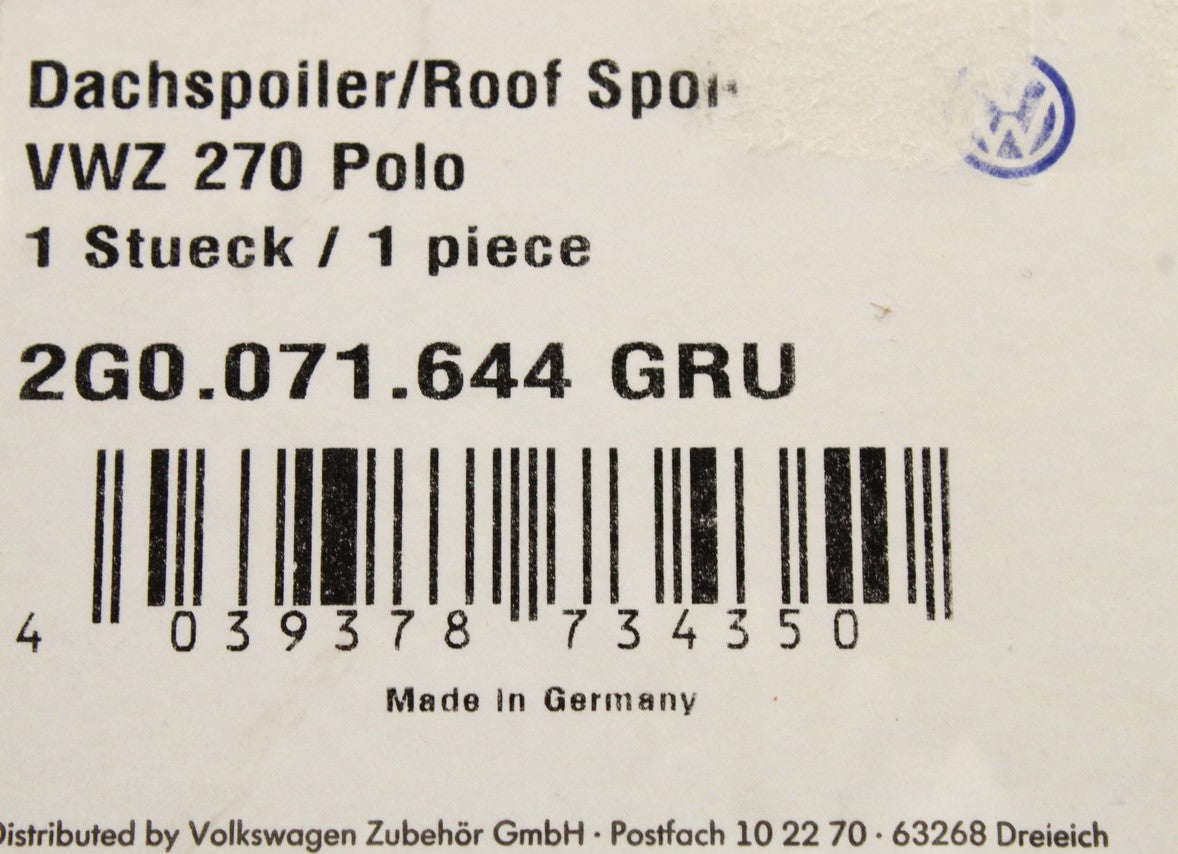 Dachspoiler/Roof
VWZ 270 Polo
1 Stueck / 1 piece
2G0.071.644 GRU
4 039378 734350
Made in Germany
Distributed by Volkswagen Zubehör GmbH · Postfach 10 22 70 · 63268 Dreieich